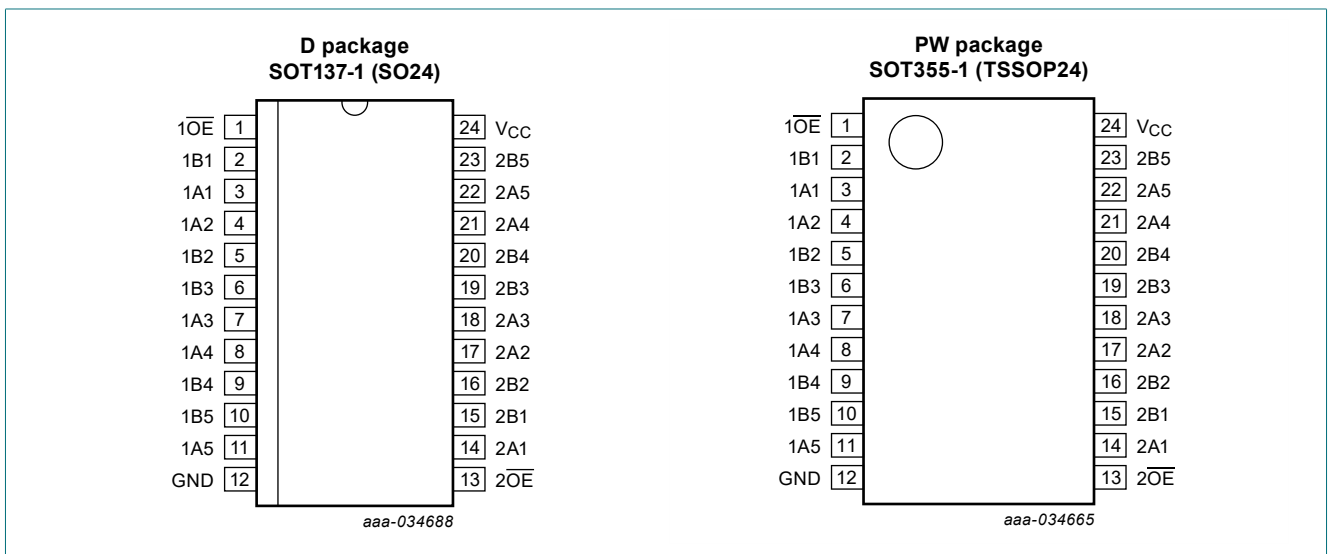 D package
SOT137-1 (SO24)
1O̅E̅ 1
1B1 2
1A1 3
1A2 4
1B2 5
1B3 6
1A3 7
1A4 8
1B4 9
1B5 10
1A5 11
GND 12
24 VCC
23 2B5
22 2A5
21 2A4
20 2B4
19 2B3
18 2A3
17 2A2
16 2B2
15 2B1
14 2A1
13 2O̅E̅
aaa-034688
PW package
SOT355-1 (TSSOP24)
1O̅E̅ 1
1B1 2
1A1 3
1A2 4
1B2 5
1B3 6
1A3 7
1A4 8
1B4 9
1B5 10
1A5 11
GND 12
24 VCC
23 2B5
22 2A5
21 2A4
20 2B4
19 2B3
18 2A3
17 2A2
16 2B2
15 2B1
14 2A1
13 2O̅E̅
aaa-034665